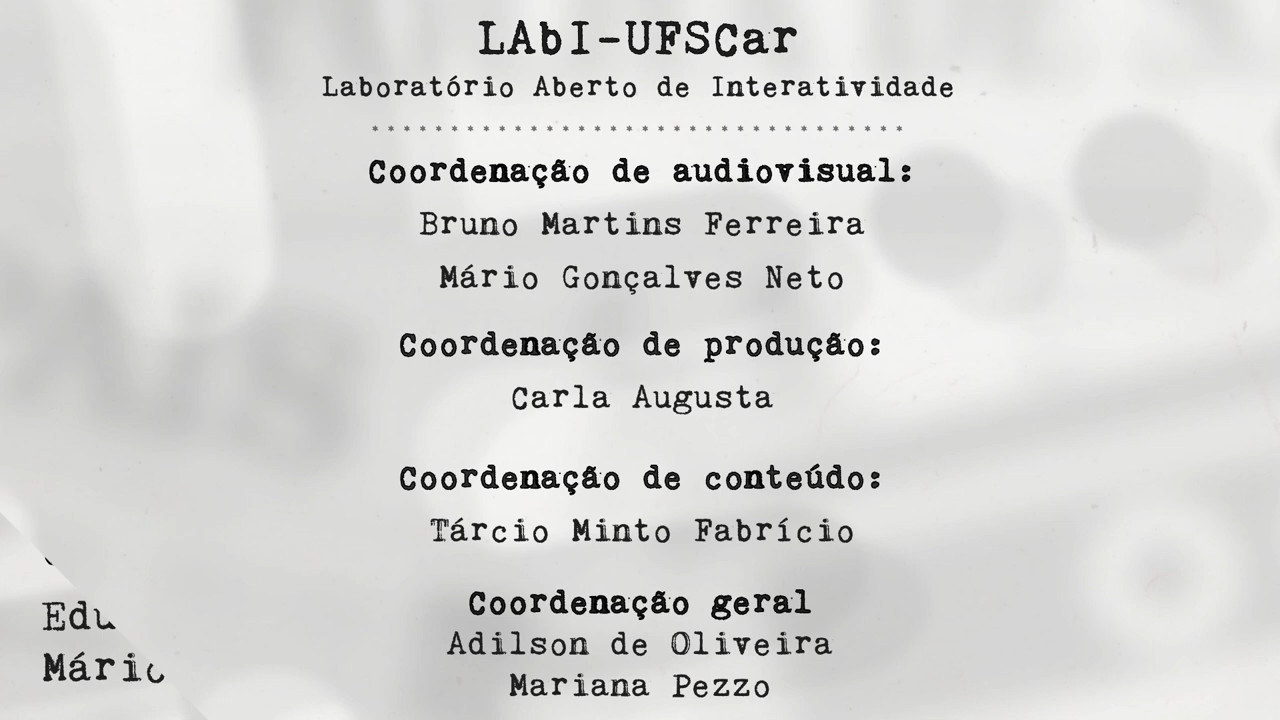 LAbI-UFSCar
Laboratório Aberto de Interatividade
Coordenação de audiovisual:
Bruno Martins Ferreira
Mário Gonçalves Neto
Coordenação de produção:
Carla Augusta
Coordenação de conteúdo:
Tárcio Minto Fabrício
Coordenação geral
Adilson de Oliveira
Mariana Pezzo